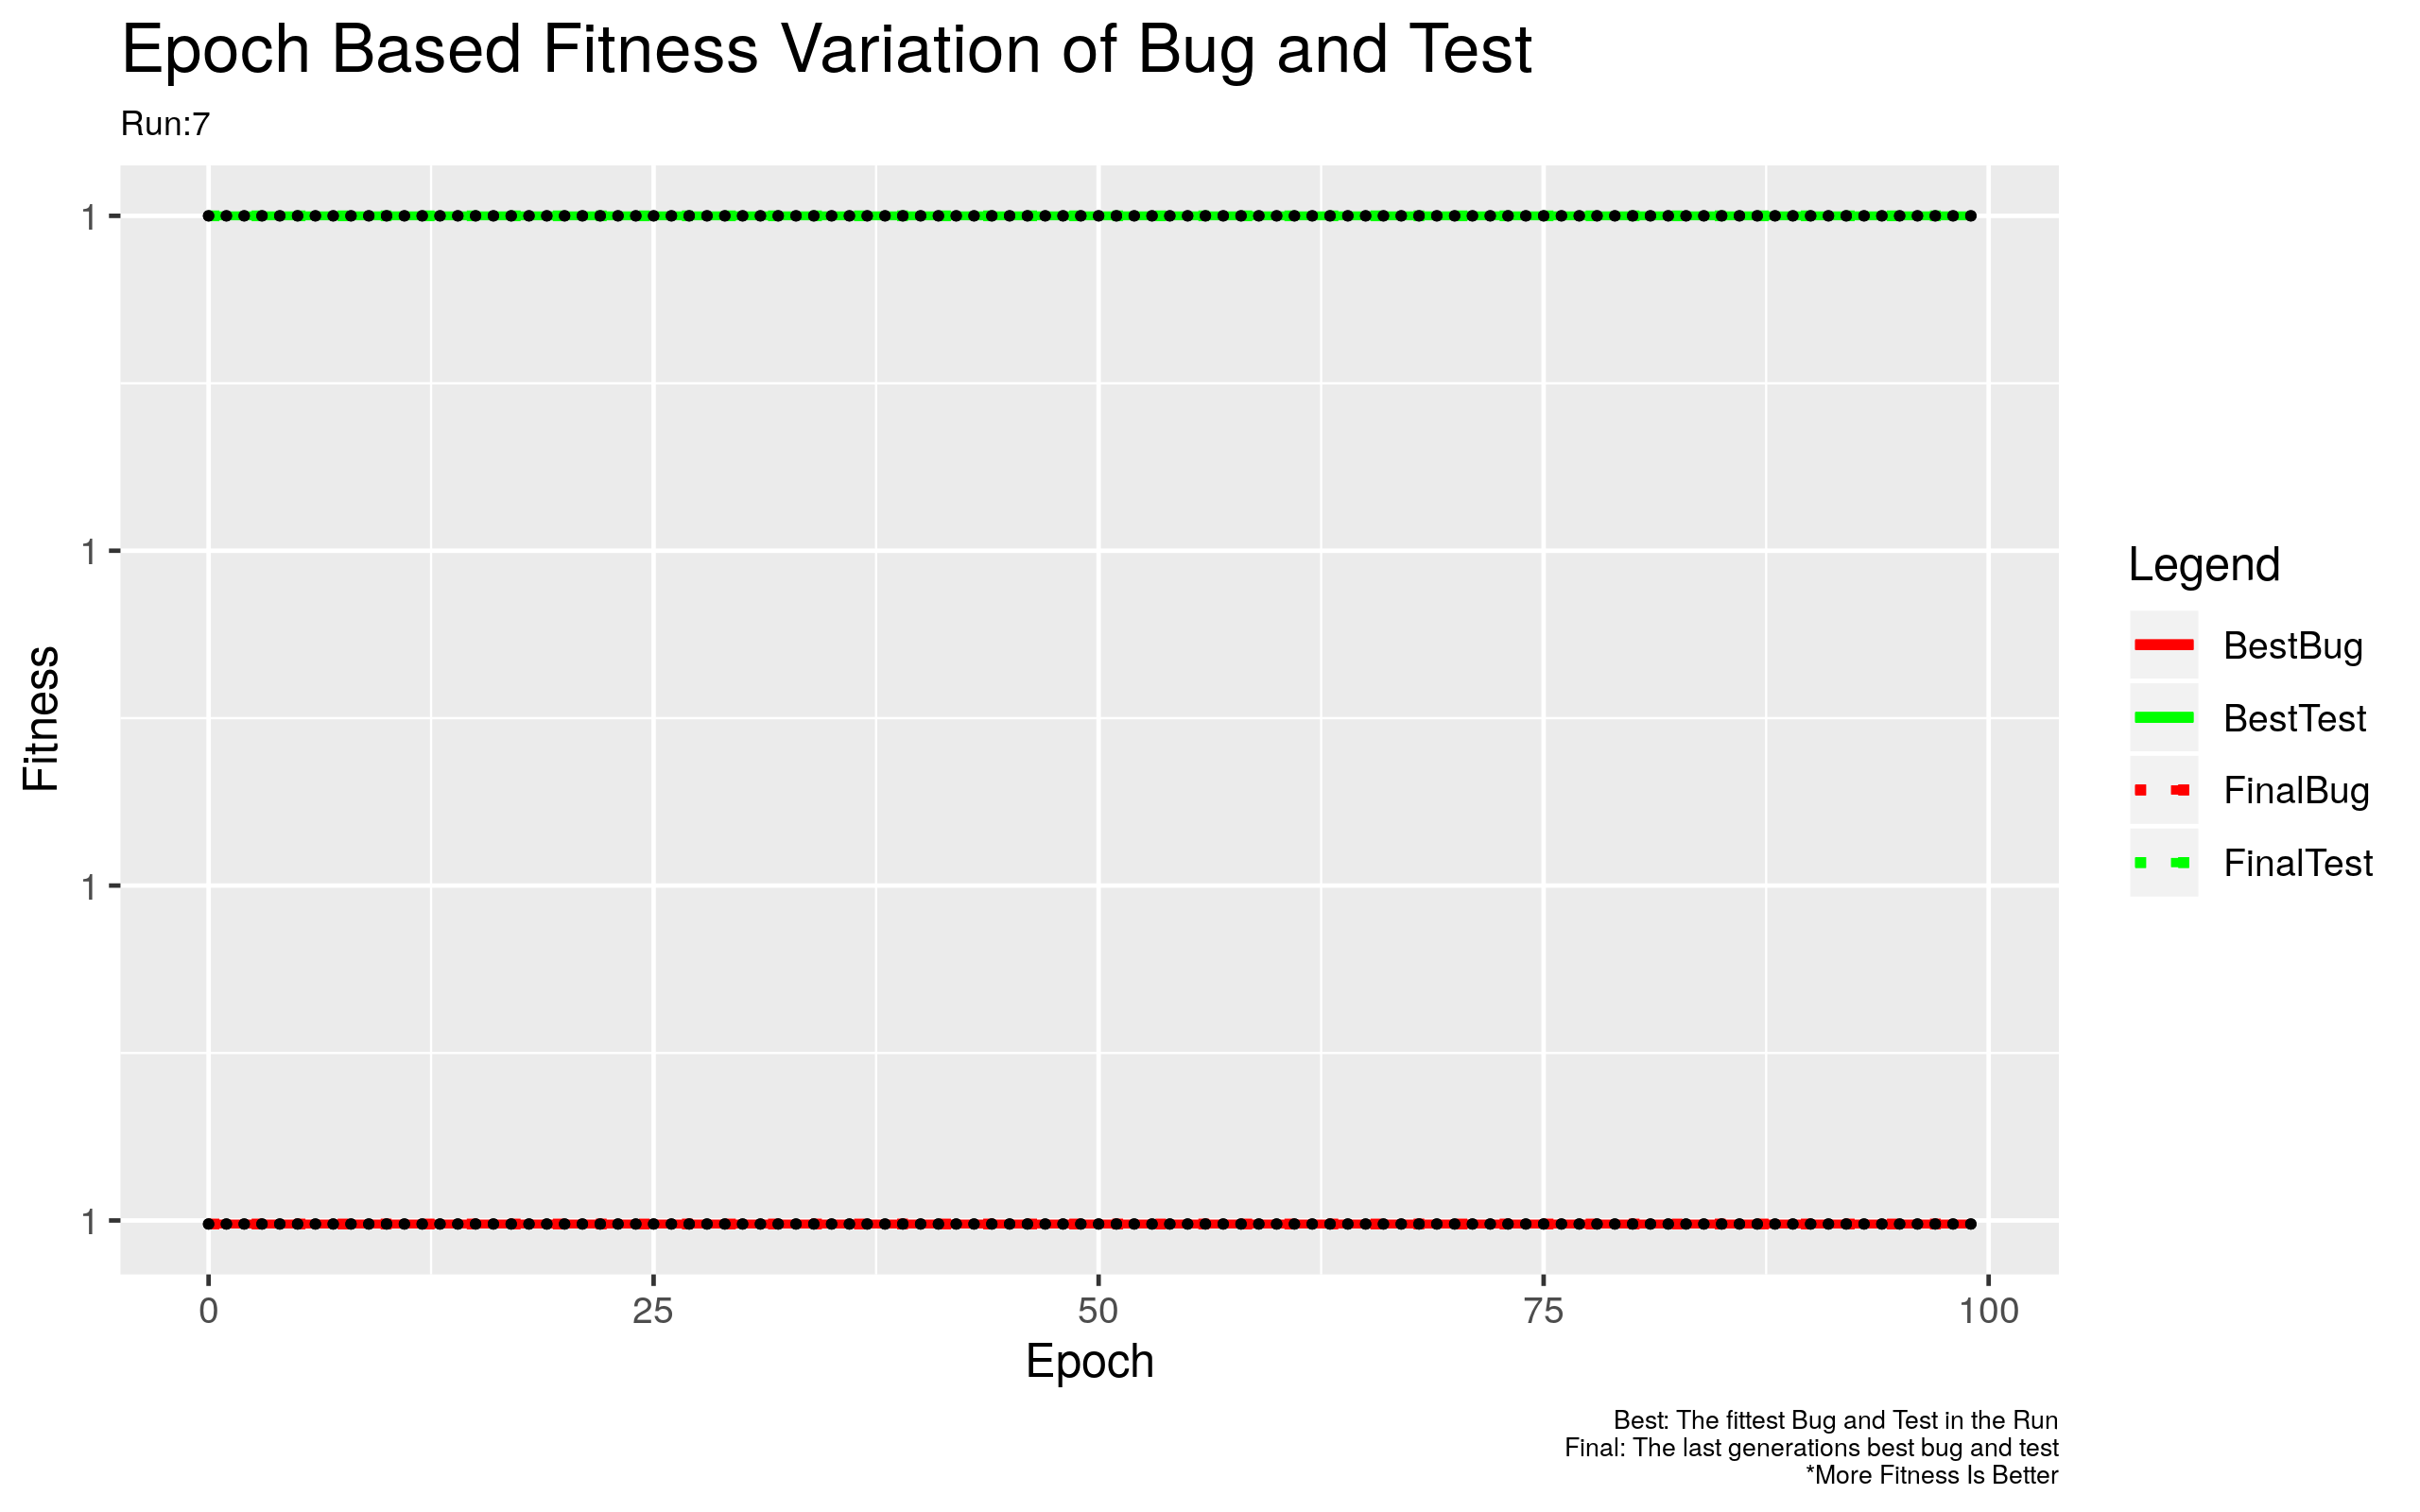 Epoch Based Fitness Variation of Bug and Test
Run:7
1
1
1
1
Fitness
0 25 50 75 100
Epoch
Legend
BestBug
BestTest
FinalBug
FinalTest
Best: The fittest Bug and Test in the Run
Final: The last generations best bug and test
*More Fitness Is Better